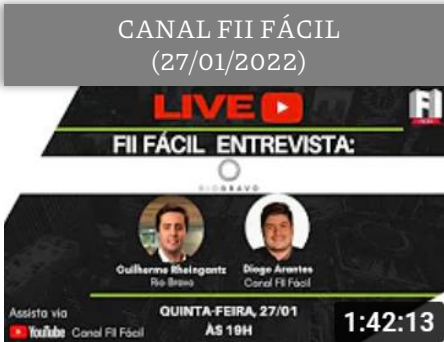 CANAL FII FÁCIL
(27/01/2022)
LIVE
FII FÁCIL ENTREVISTA:
RIO BRAVO
Guilherme Rheingantz
Rio Bravo
Diogo Arantes
Canal FII Fácil
Assista via
YouTube Canal FII Fácil
QUINTA-FEIRA, 27/01
ÀS 19H
1:42:13